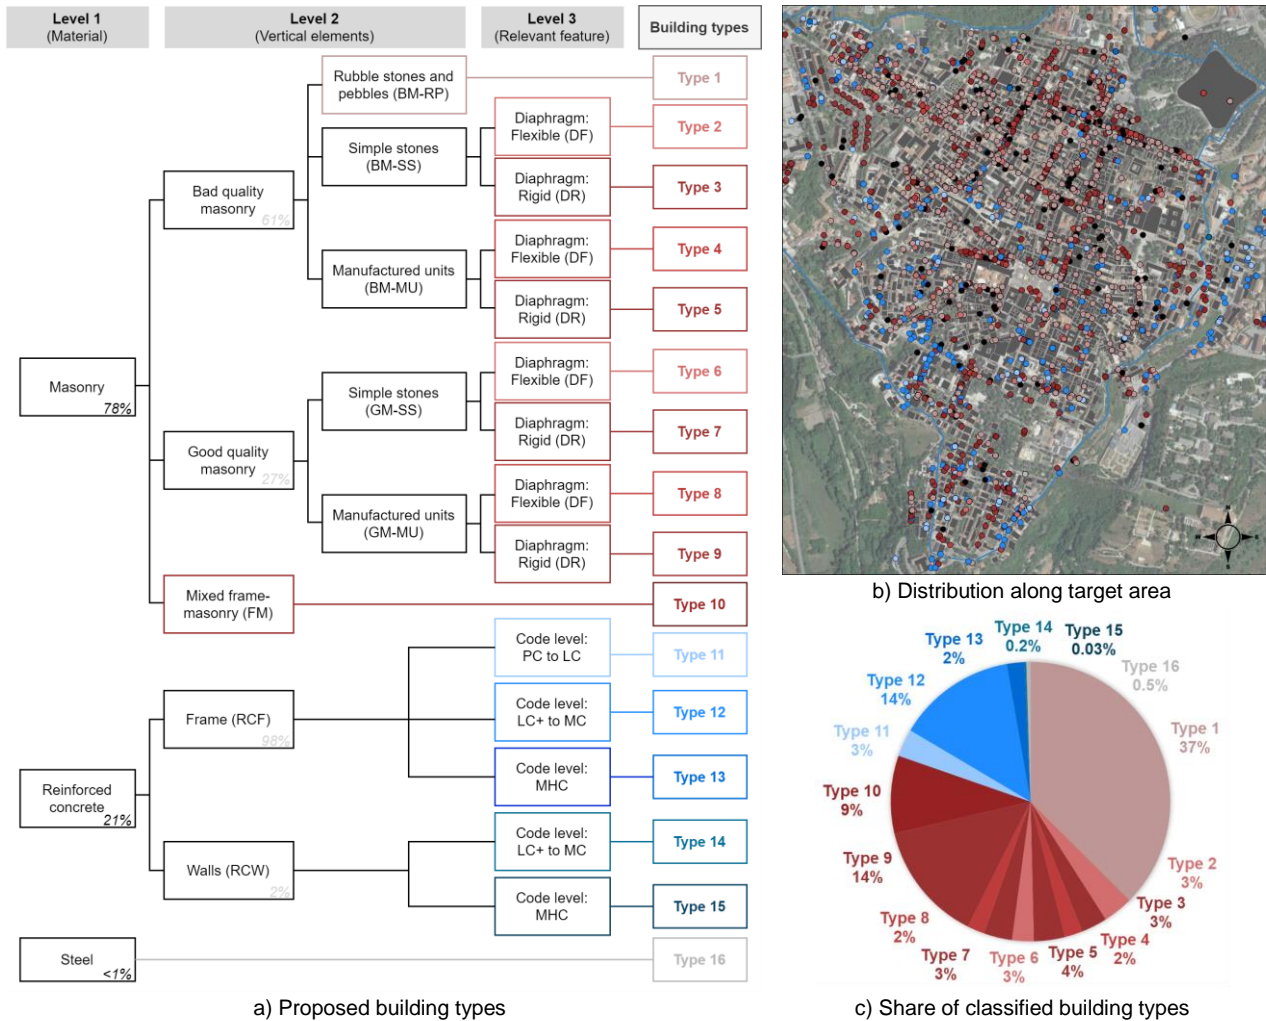 Level 1
(Material)
Level 2
(Vertical elements)
Level 3
(Relevant feature)
Building types
Rubble stones and
pebbles (BM-RP)
Type 1
Simple stones
(BM-SS)
Diaphragm:
Flexible (DF)
Type 2
Diaphragm:
Rigid (DR)
Type 3
Bad quality
masonry
61%
Manufactured units
(BM-MU)
Diaphragm:
Flexible (DF)
Type 4
Diaphragm:
Rigid (DR)
Type 5
Masonry
78%
Simple stones
(GM-SS)
Diaphragm:
Flexible (DF)
Type 6
Diaphragm:
Rigid (DR)
Type 7
Good quality
masonry
27%
Manufactured units
(GM-MU)
Diaphragm:
Flexible (DF)
Type 8
Diaphragm:
Rigid (DR)
Type 9
Mixed frame-
masonry (FM)
Type 10
Code level:
PC to LC
Type 11
Frame (RCF)
98%
Code level:
LC+ to MC
Type 12
Code level:
MHC
Type 13
Reinforced
concrete
21%
Walls (RCW)
2%
Code level:
LC+ to MC
Type 14
Code level:
MHC
Type 15
Steel
<1%
Type 16
a) Proposed building types
b) Distribution along target area
Type 13
2%
Type 14
0.2%
Type 15
0.03%
Type 16
0.5%
Type 12
14%
Type 11
3%
Type 1
37%
Type 10
9%
Type 9
14%
Type 2
3%
Type 3
3%
Type 8
2%
Type 7
3%
Type 6
3%
Type 5
4%
Type 4
2%
c) Share of classified building types